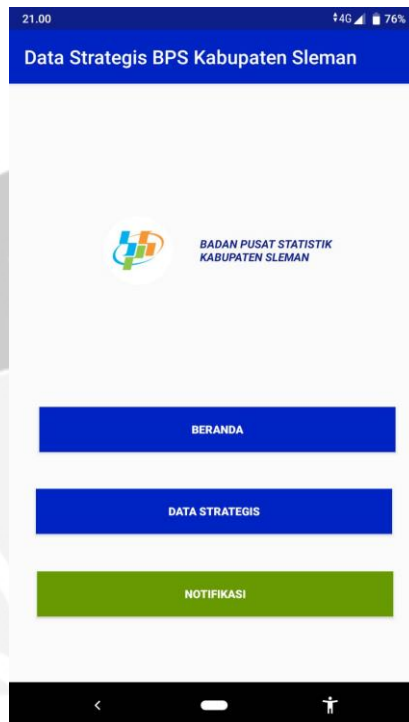 21.00 4G 76%
Data Strategis BPS Kabupaten Sleman
BADAN PUSAT STATISTIK
KABUPATEN SLEMAN
BERANDA
DATA STRATEGIS
NOTIFIKASI